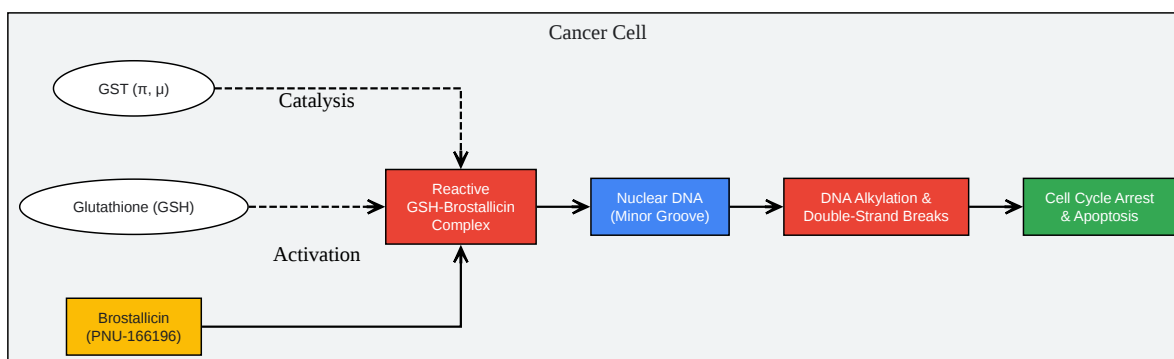 Cancer Cell
GST (π, μ)
Catalysis
Glutathione (GSH)
Activation
Brostallicin
(PNU-166196)
Reactive
GSH-Brostallicin
Complex
Nuclear DNA
(Minor Groove)
DNA Alkylation &
Double-Strand Breaks
Cell Cycle Arrest
& Apoptosis